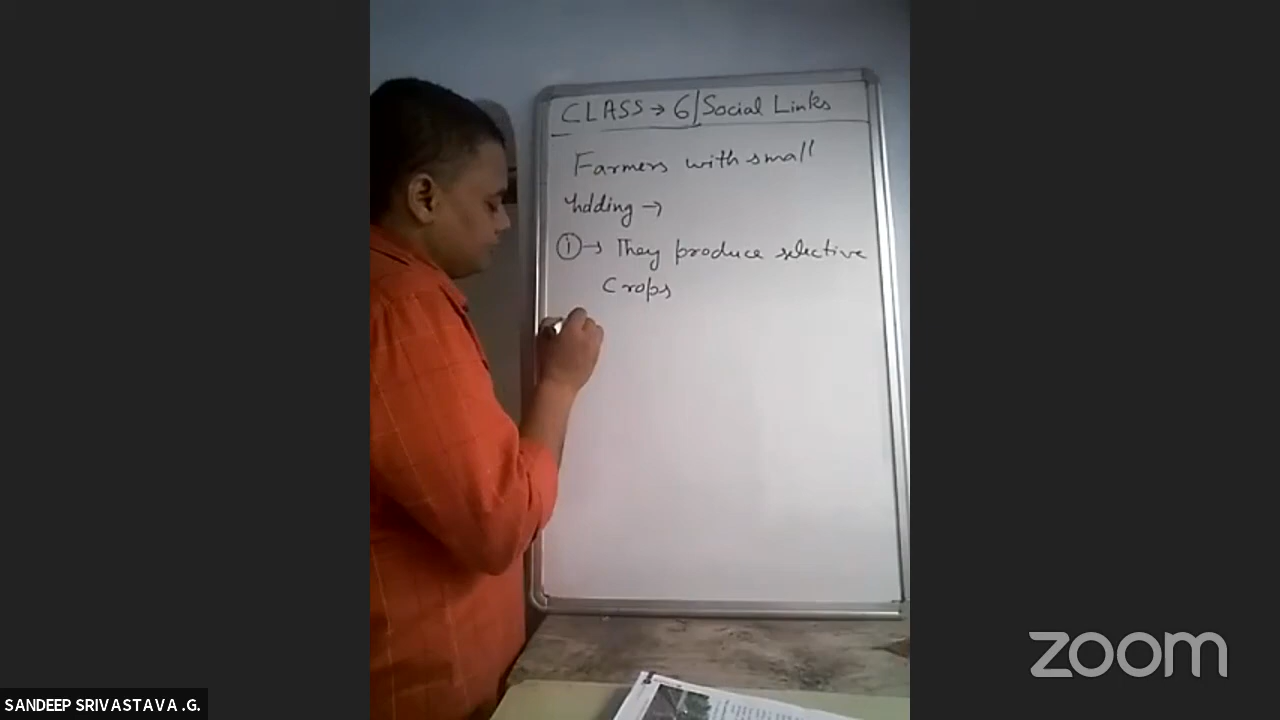 CLASS → 6/Social Links
Farmers with small
holding →
① → They produce selective
Crops
zoom
SANDEEP SRIVASTAVA .G.